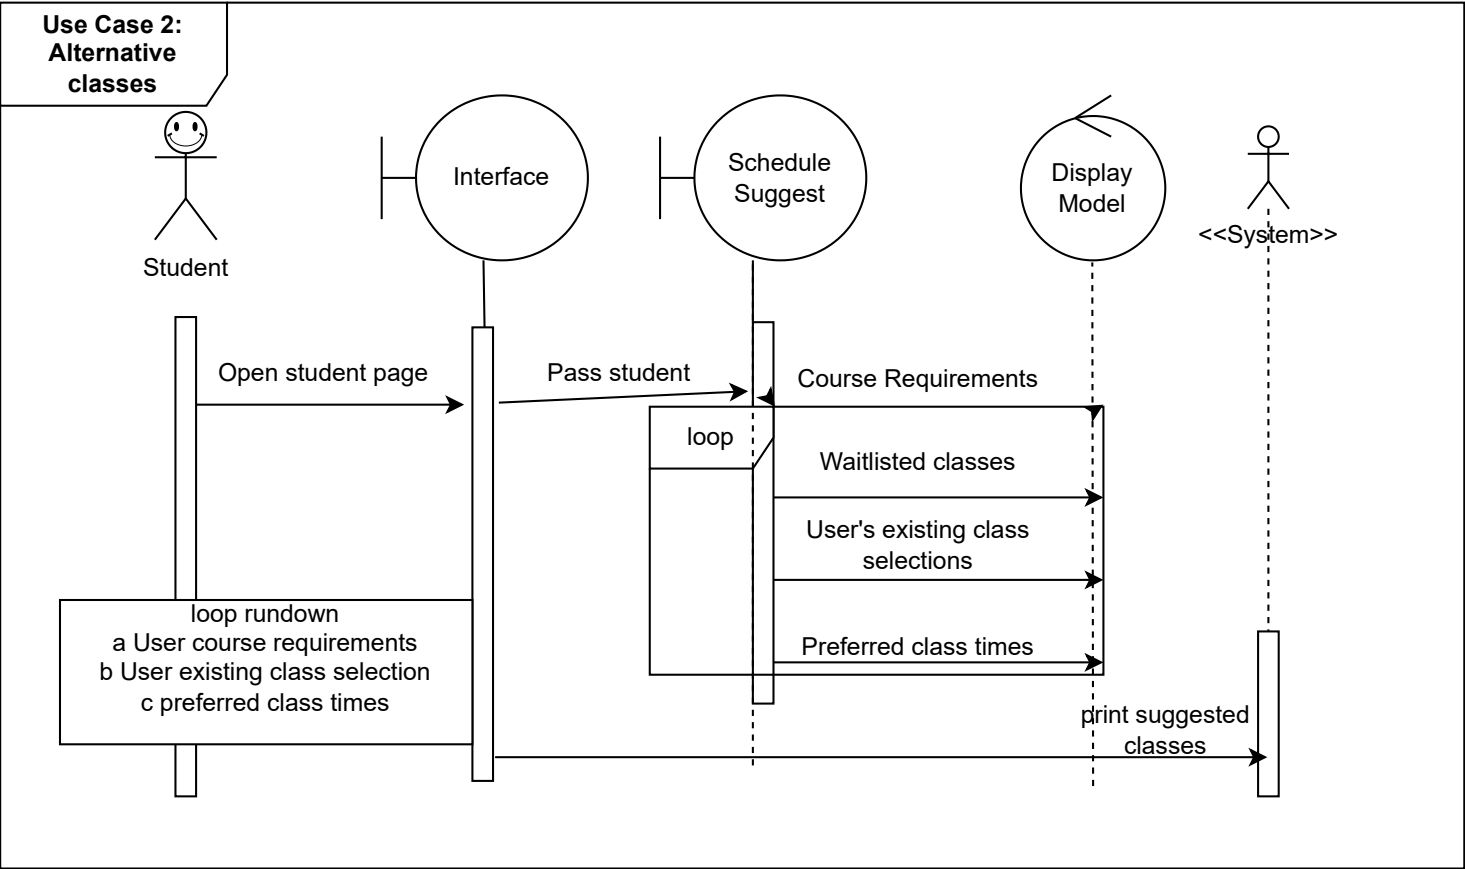 Use Case 2:
Alternative
classes
Student
Interface
Schedule
Suggest
Display
Model
<<System>>
Open student page
Pass student
Course Requirements
loop
Waitlisted classes
User's existing class
selections
Preferred class times
loop rundown
a User course requirements
b User existing class selection
c preferred class times
print suggested
classes